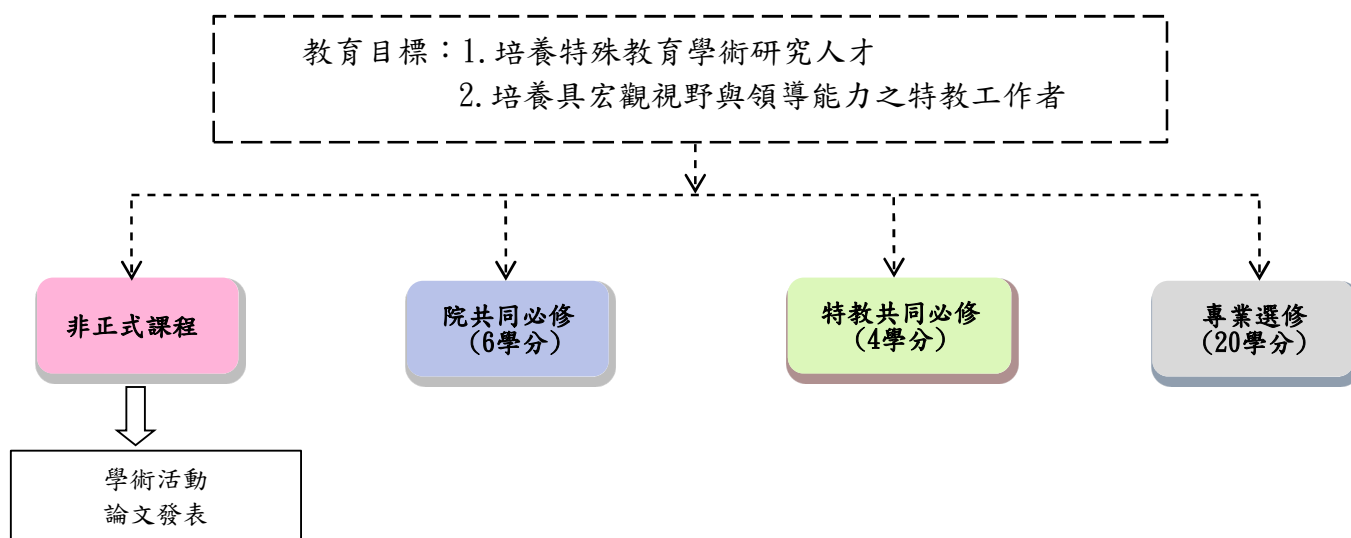 教育目標：1.培養特殊教育學術研究人才
2.培養具宏觀視野與領導能力之特教工作者
非正式課程
院共同必修
(6學分)
特教共同必修
(4學分)
專業選修
(20學分)
學術活動
論文發表